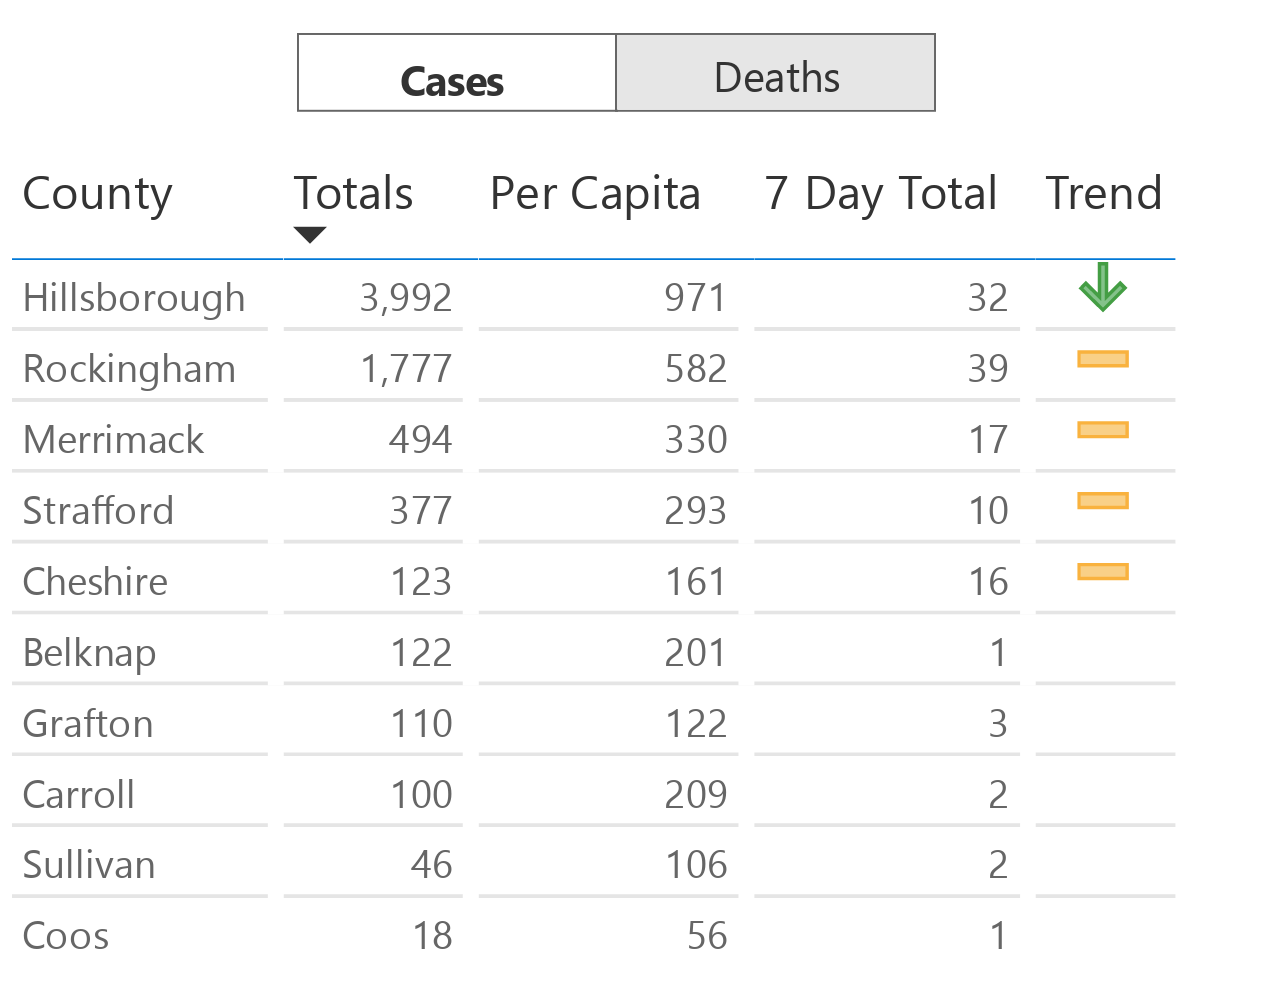 Cases Deaths
County Totals Per Capita 7 Day Total Trend
Hillsborough 3,992 971 32
Rockingham 1,777 582 39
Merrimack 494 330 17
Strafford 377 293 10
Cheshire 123 161 16
Belknap 122 201 1
Grafton 110 122 3
Carroll 100 209 2
Sullivan 46 106 2
Coos 18 56 1